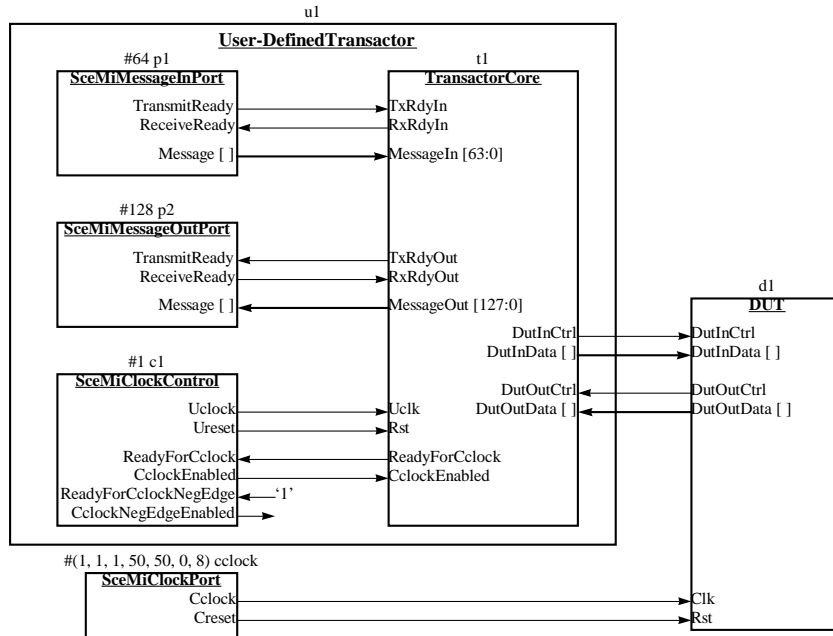 u1
User-DefinedTransactor
#64 p1
SceMiMessageInPort
TransmitReady
ReceiveReady
Message [ ]
t1
TransactorCore
TxRdyIn
RxRdyIn
MessageIn [63:0]
#128 p2
SceMiMessageOutPort
TransmitReady
ReceiveReady
Message [ ]
TxRdyOut
RxRdyOut
MessageOut [127:0]
DutInCtrl
DutInData [ ]
DutOutCtrl
DutOutData [ ]
d1
DUT
DutInCtrl
DutInData [ ]
DutOutCtrl
DutOutData [ ]
#1 c1
SceMiClockControl
Uclock
Ureset
ReadyForCclock
CclockEnabled
ReadyForCclockNegEdge
‘1’
CclockNegEdgeEnabled
Uclk
Rst
ReadyForCclock
CclockEnabled
#(1, 1, 1, 50, 50, 0, 8) cclock
SceMiClockPort
Cclock
Creset
Clk
Rst